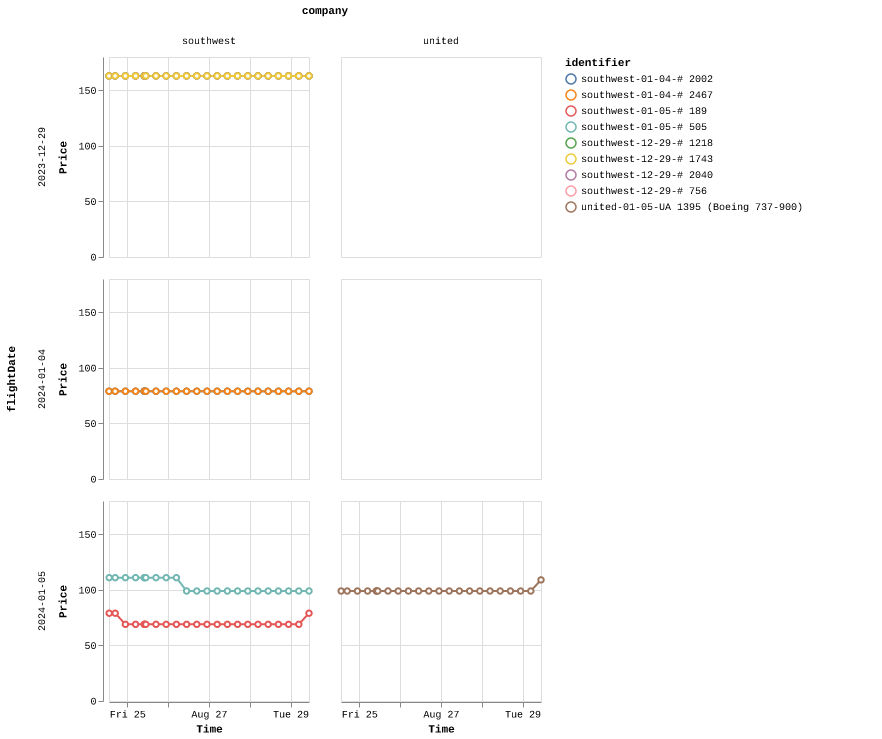 company
southwest
united
identifier
southwest-01-04-# 2002
southwest-01-04-# 2467
southwest-01-05-# 189
southwest-01-05-# 505
southwest-12-29-# 1218
southwest-12-29-# 1743
southwest-12-29-# 2040
southwest-12-29-# 756
united-01-05-UA 1395 (Boeing 737-900)
flightDate
2023-12-29
Price
150
100
50
0
2024-01-04
Price
150
100
50
0
2024-01-05
Price
150
100
50
0
Fri 25
Aug 27
Tue 29
Time
Fri 25
Aug 27
Tue 29
Time